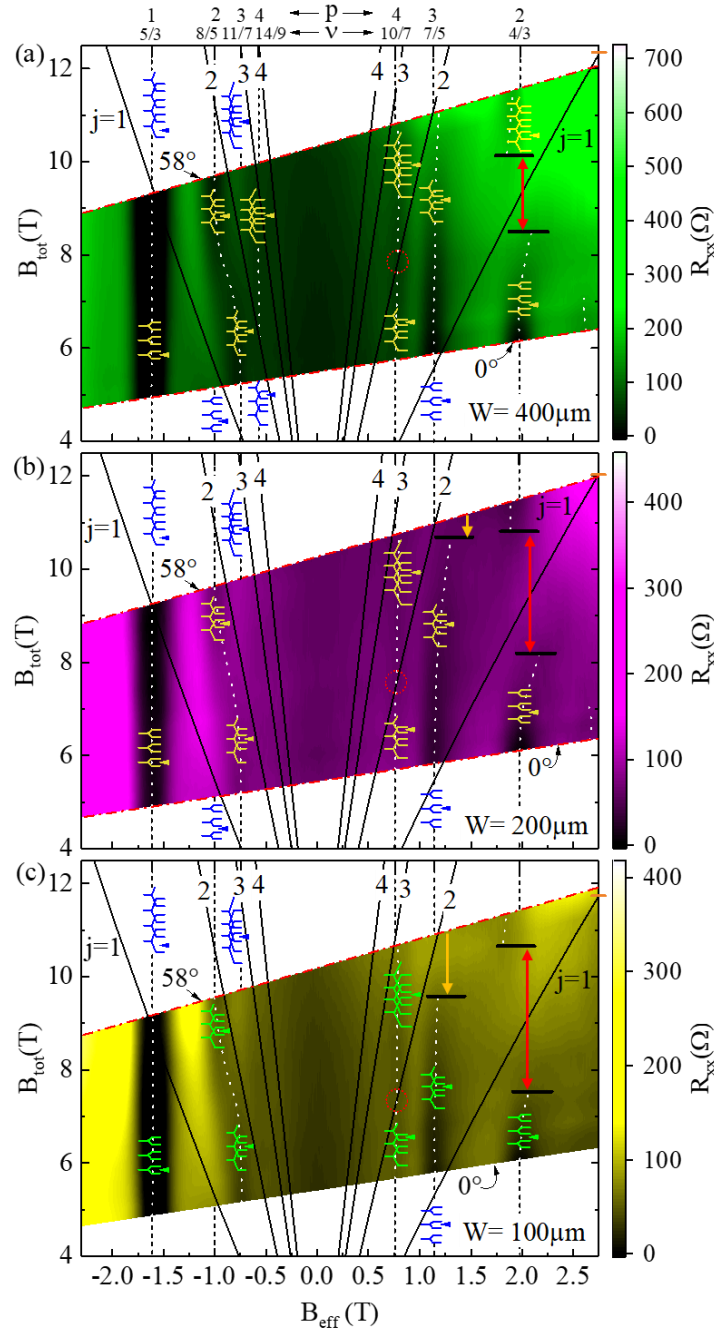 1 2 3 4 p 4 3 2
5/3 8/5 11/7 14/9 ν 10/7 7/5 4/3
(a)
12
10
8
6
4
B_tot(T)
j=1
2
3
4
4
3
2
j=1
58°
0°
W= 400µm
700
600
500
400
300
200
100
0
R_xx(Ω)
(b)
12
10
8
6
4
B_tot(T)
j=1
2
3
4
4
3
2
j=1
58°
0°
W= 200µm
400
300
200
100
0
R_xx(Ω)
(c)
12
10
8
6
4
B_tot(T)
j=1
2
3
4
4
3
2
j=1
58°
0°
W= 100µm
400
300
200
100
0
R_xx(Ω)
-2.0 -1.5 -1.0 -0.5 0.0 0.5 1.0 1.5 2.0 2.5
B_eff (T)